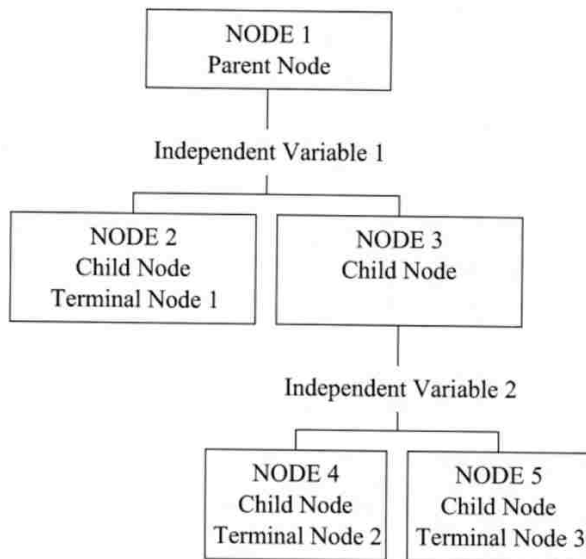 NODE 1
Parent Node
Independent Variable 1
NODE 2
Child Node
Terminal Node 1
NODE 3
Child Node
Independent Variable 2
NODE 4
Child Node
Terminal Node 2
NODE 5
Child Node
Terminal Node 3